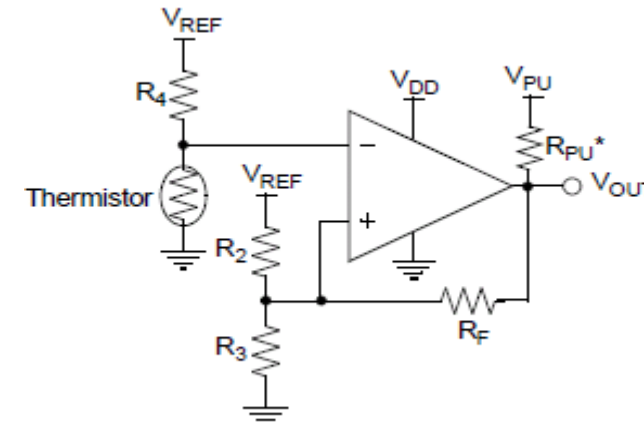 VREF
R4
VDD
VPU
RPU*
VOUT
Thermistor
VREF
R2
RF
R3